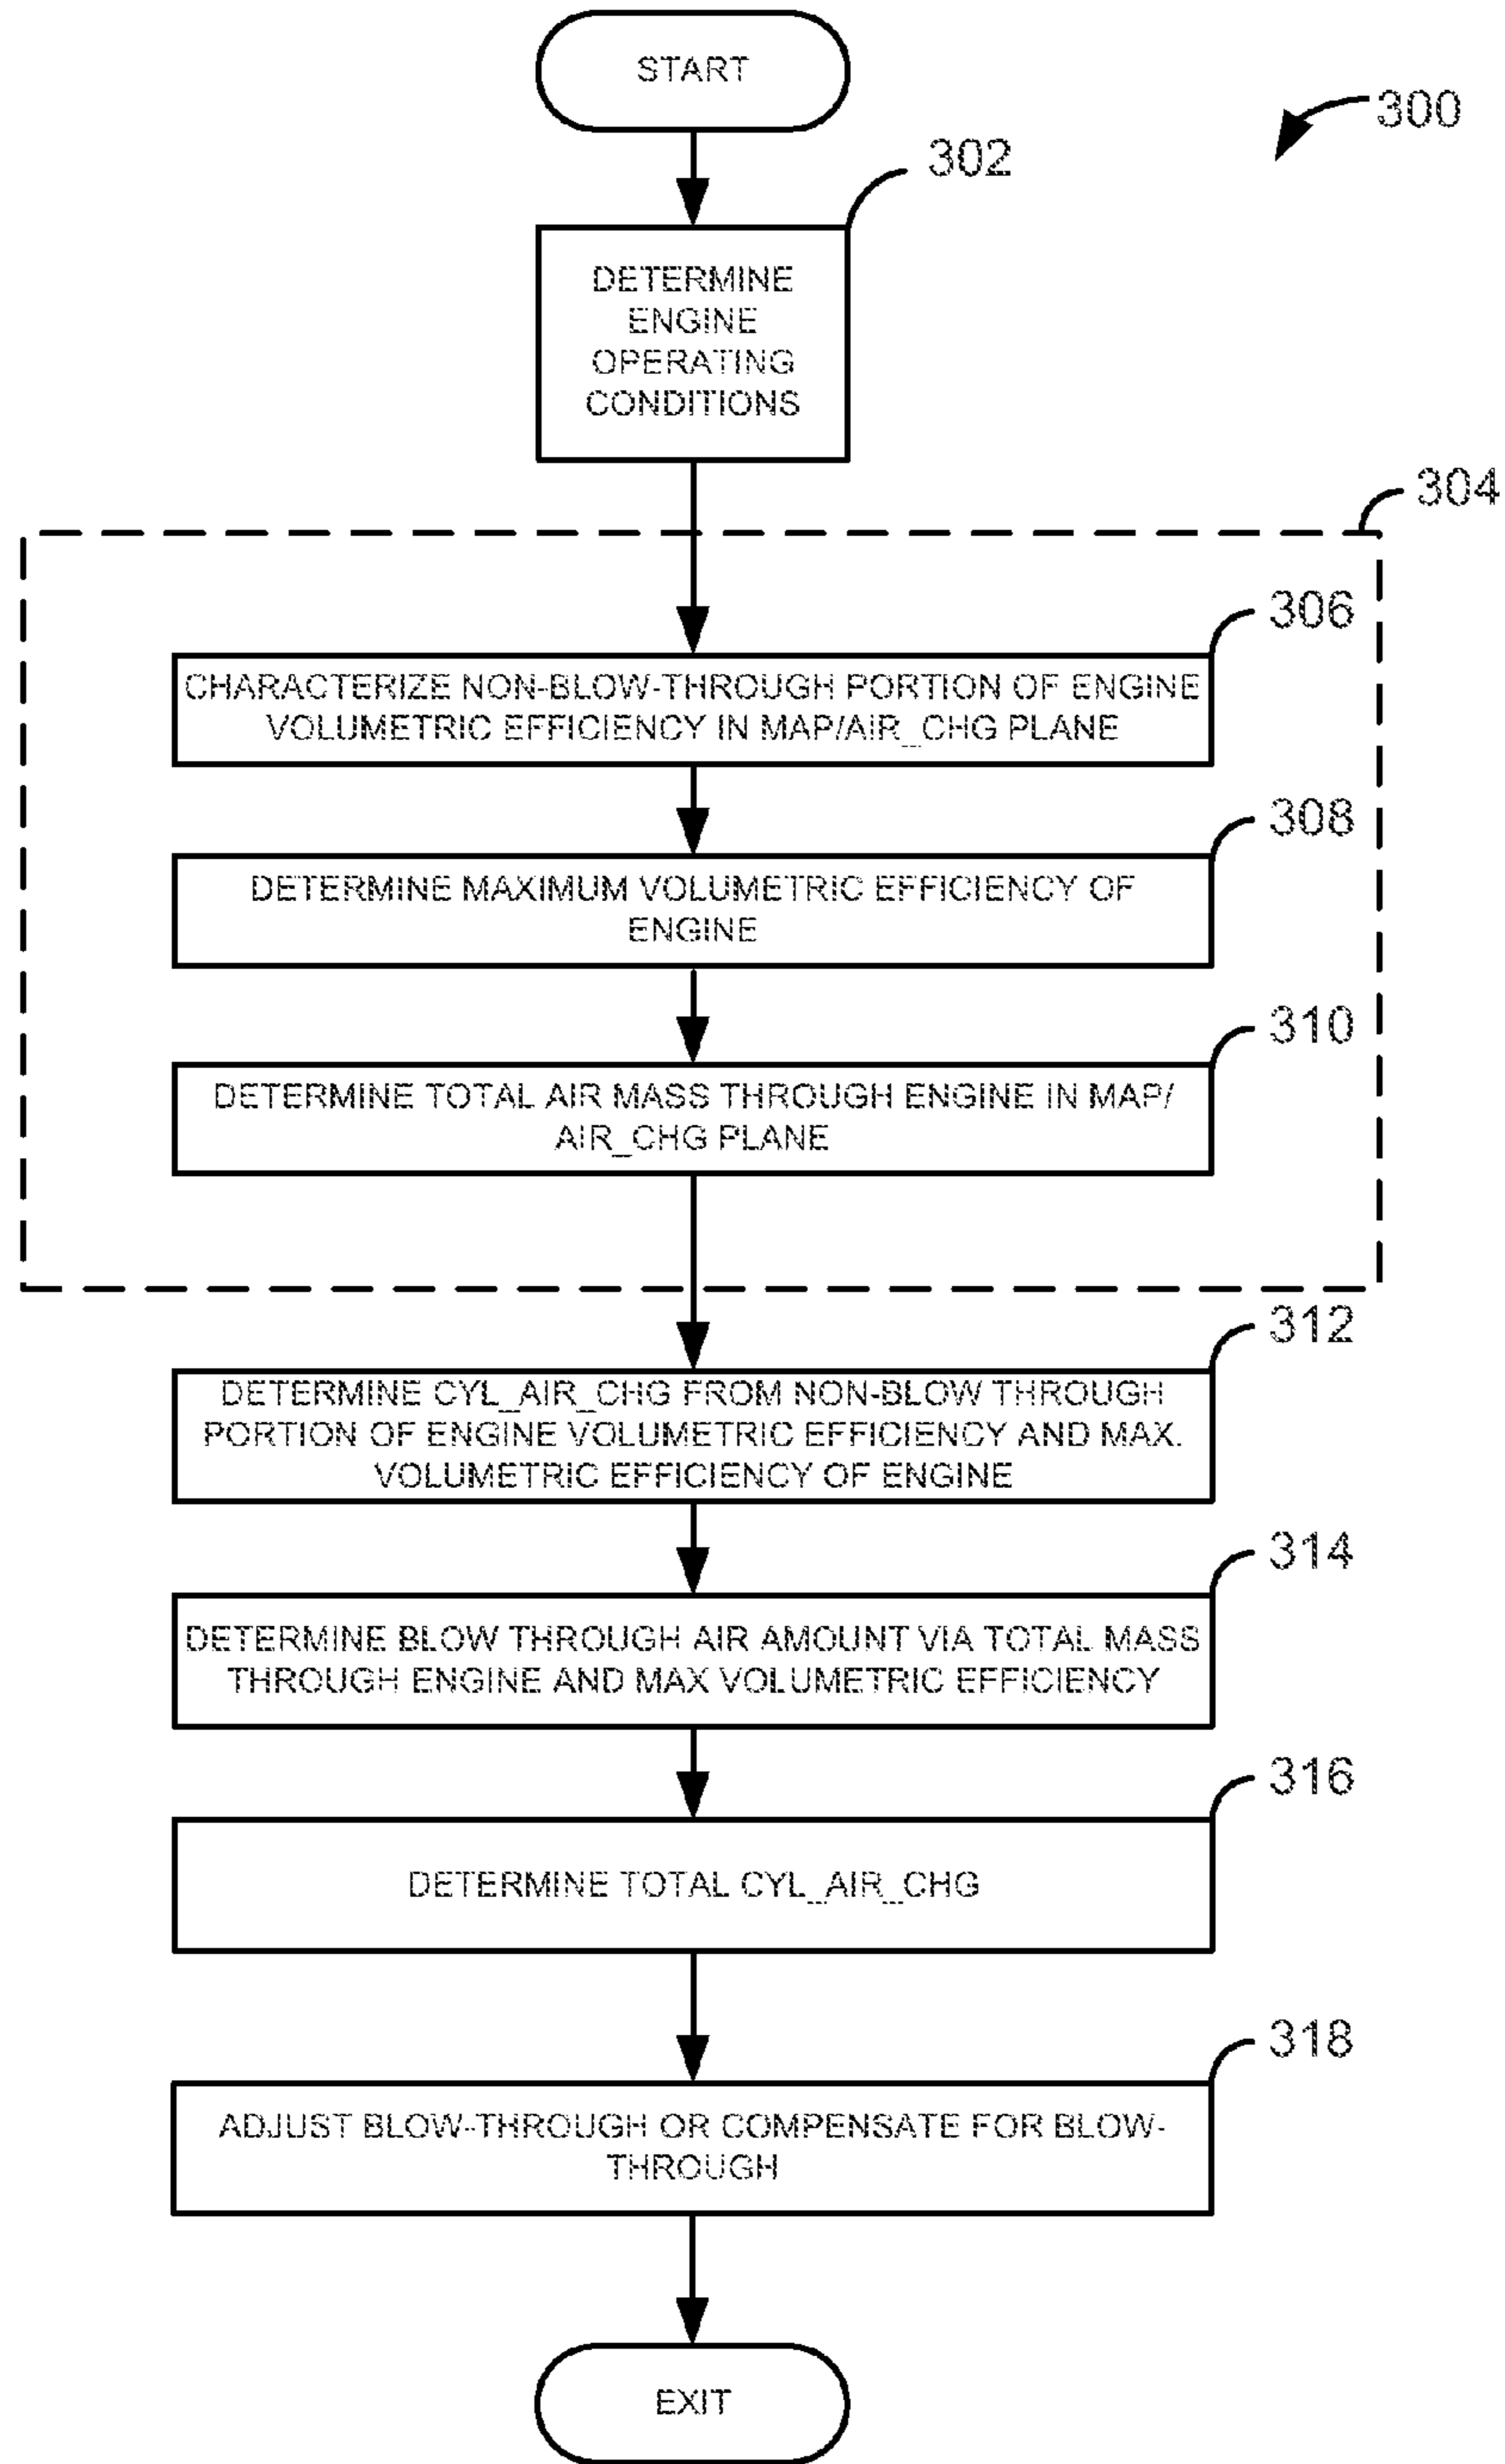 START
300
302
DETERMINE
ENGINE
OPERATING
CONDITIONS
304
306
CHARACTERIZE NON-BLOW-THROUGH PORTION OF ENGINE
VOLUMETRIC EFFICIENCY IN MAP/AIR_CHG PLANE
308
DETERMINE MAXIMUM VOLUMETRIC EFFICIENCY OF
ENGINE
310
DETERMINE TOTAL AIR MASS THROUGH ENGINE IN MAP/
AIR_CHG PLANE
312
DETERMINE CYL_AIR_CHG FROM NON-BLOW THROUGH
PORTION OF ENGINE VOLUMETRIC EFFICIENCY AND MAX.
VOLUMETRIC EFFICIENCY OF ENGINE
314
DETERMINE BLOW THROUGH AIR AMOUNT VIA TOTAL MASS
THROUGH ENGINE AND MAX VOLUMETRIC EFFICIENCY
316
DETERMINE TOTAL CYL_AIR_CHG
318
ADJUST BLOW-THROUGH OR COMPENSATE FOR BLOW-
THROUGH
EXIT